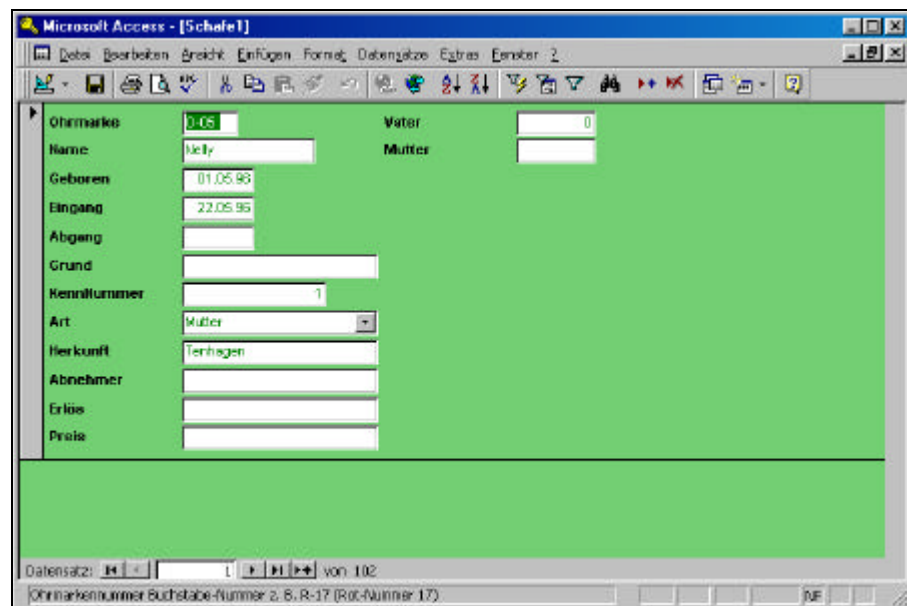 Microsoft Access - [Schafe1]
Datei Bearbeiten Ansicht Einfügen Format Datensätze Extras Fenster ?
Ohrmarke 0-05 Vater 0
Name Nelly Mutter
Geboren 01.05.96
Eingang 22.05.96
Abgang
Grund
KennNummer 1
Art Mutter
Herkunft Tenhagen
Abnehmer
Erlös
Preis
Datensatz: 1 von 102
Ohrmarkennummer Buchstabe-Nummer z. B. R-17 (Rot-Nummer 17) NF